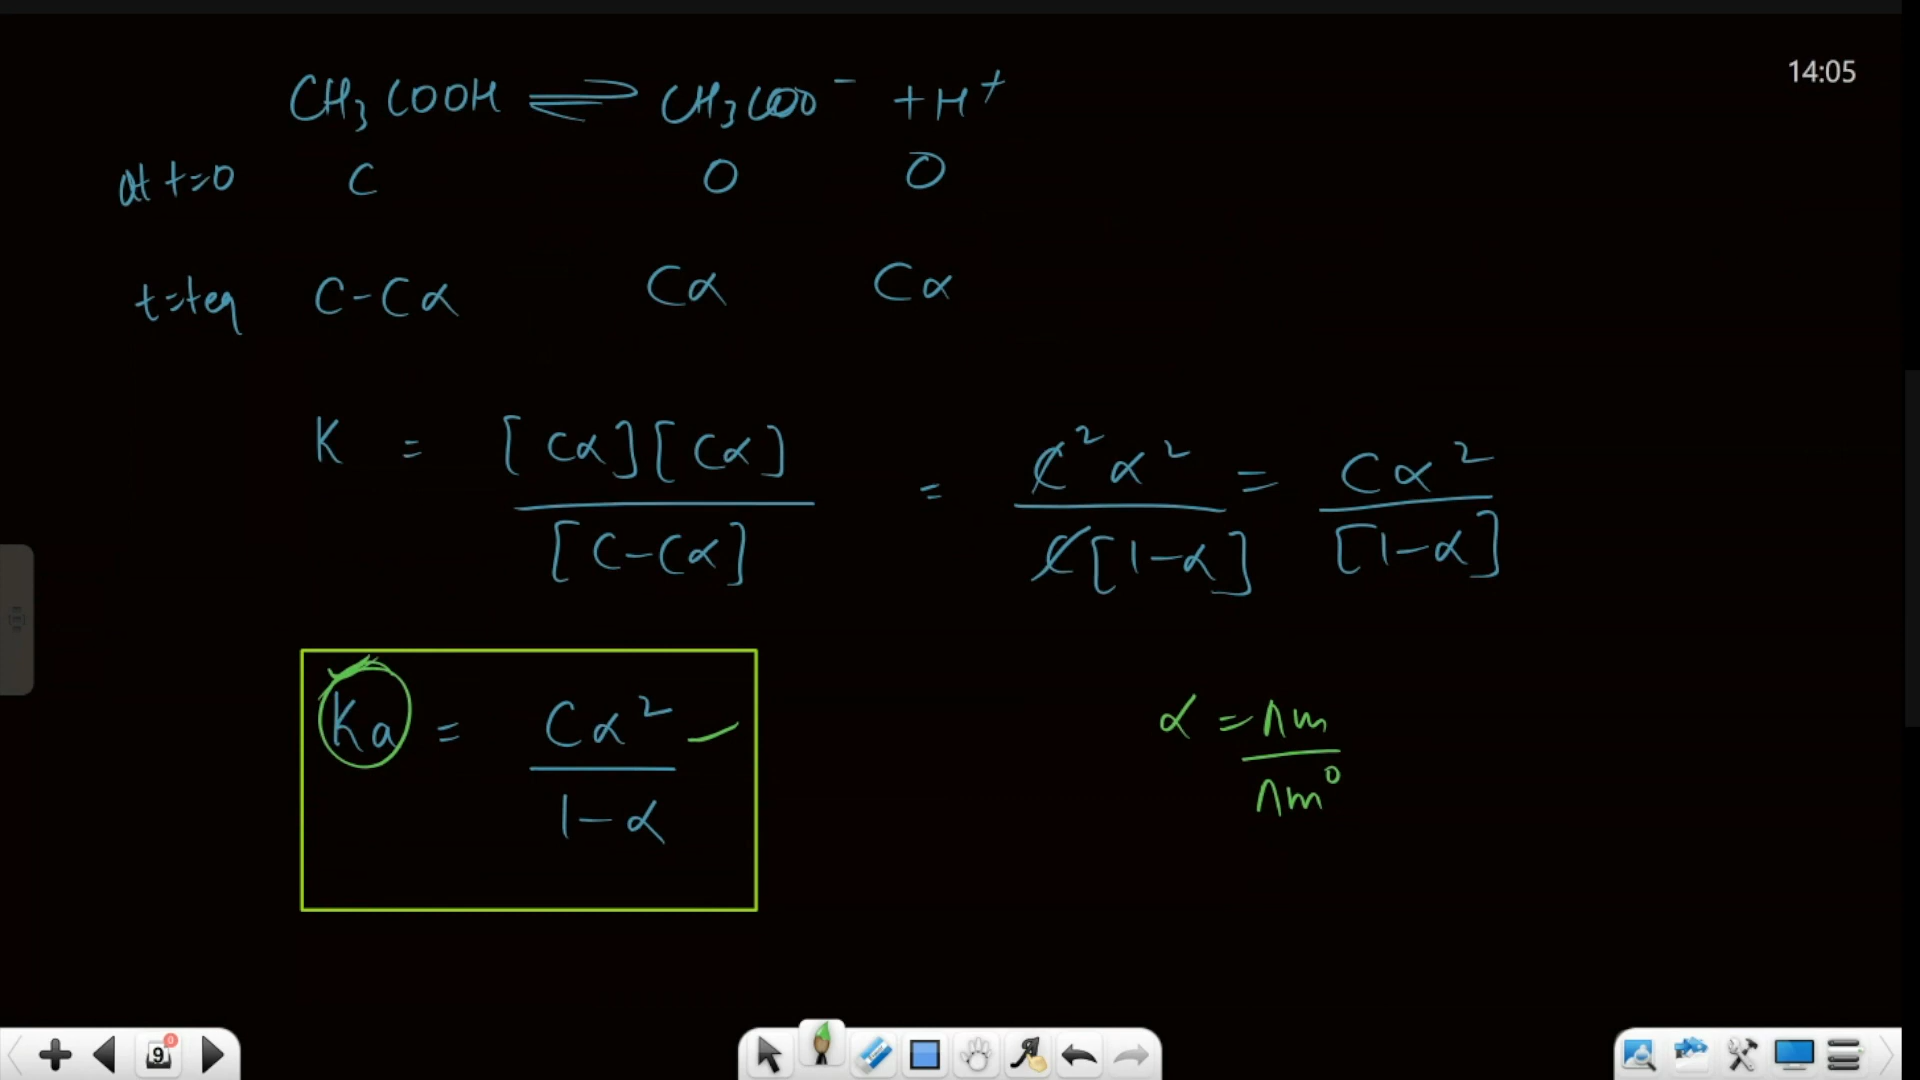 14:05
CH₃COOH ⇌ CH₃COO⁻ + H⁺
At t=0 C O O
t=teq C-Cα Cα Cα
K = [Cα][Cα] / [C-Cα] = C²α² / C[1-α] = Cα² / [1-α]
Ka = Cα² / 1-α
α = Λm / Λm⁰
9
0